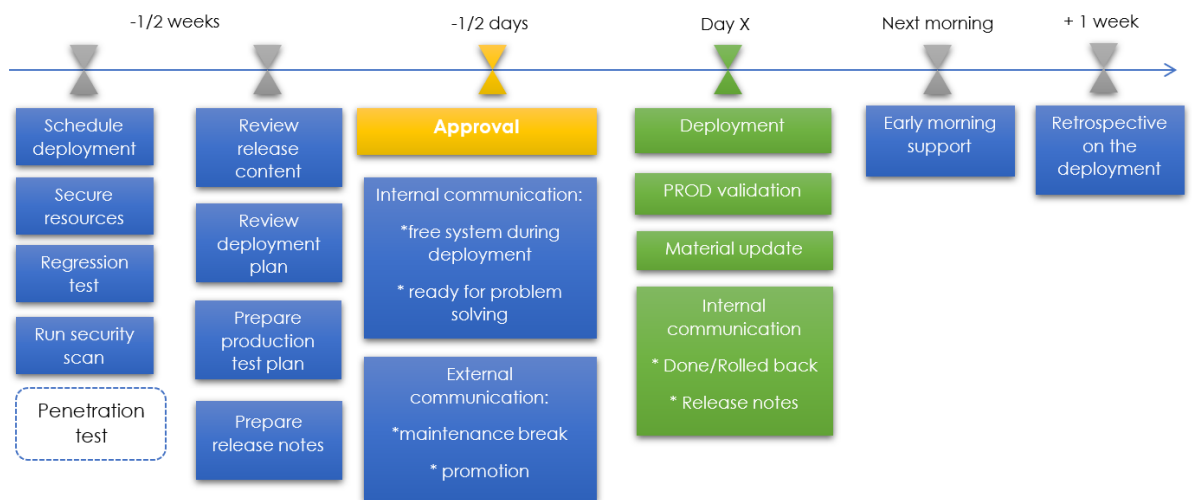 -1/2 weeks
-1/2 days
Day X
Next morning
+ 1 week
Schedule
deployment
Secure
resources
Regression
test
Run security
scan
Penetration
test
Review
release
content
Review
deployment
plan
Prepare
production
test plan
Prepare
release notes
Approval
Internal communication:
*free system during
deployment
* ready for problem
solving
External
communication:
*maintenance break
* promotion
Deployment
PROD validation
Material update
Internal
communication
* Done/Rolled back
* Release notes
Early morning
support
Retrospective
on the
deployment